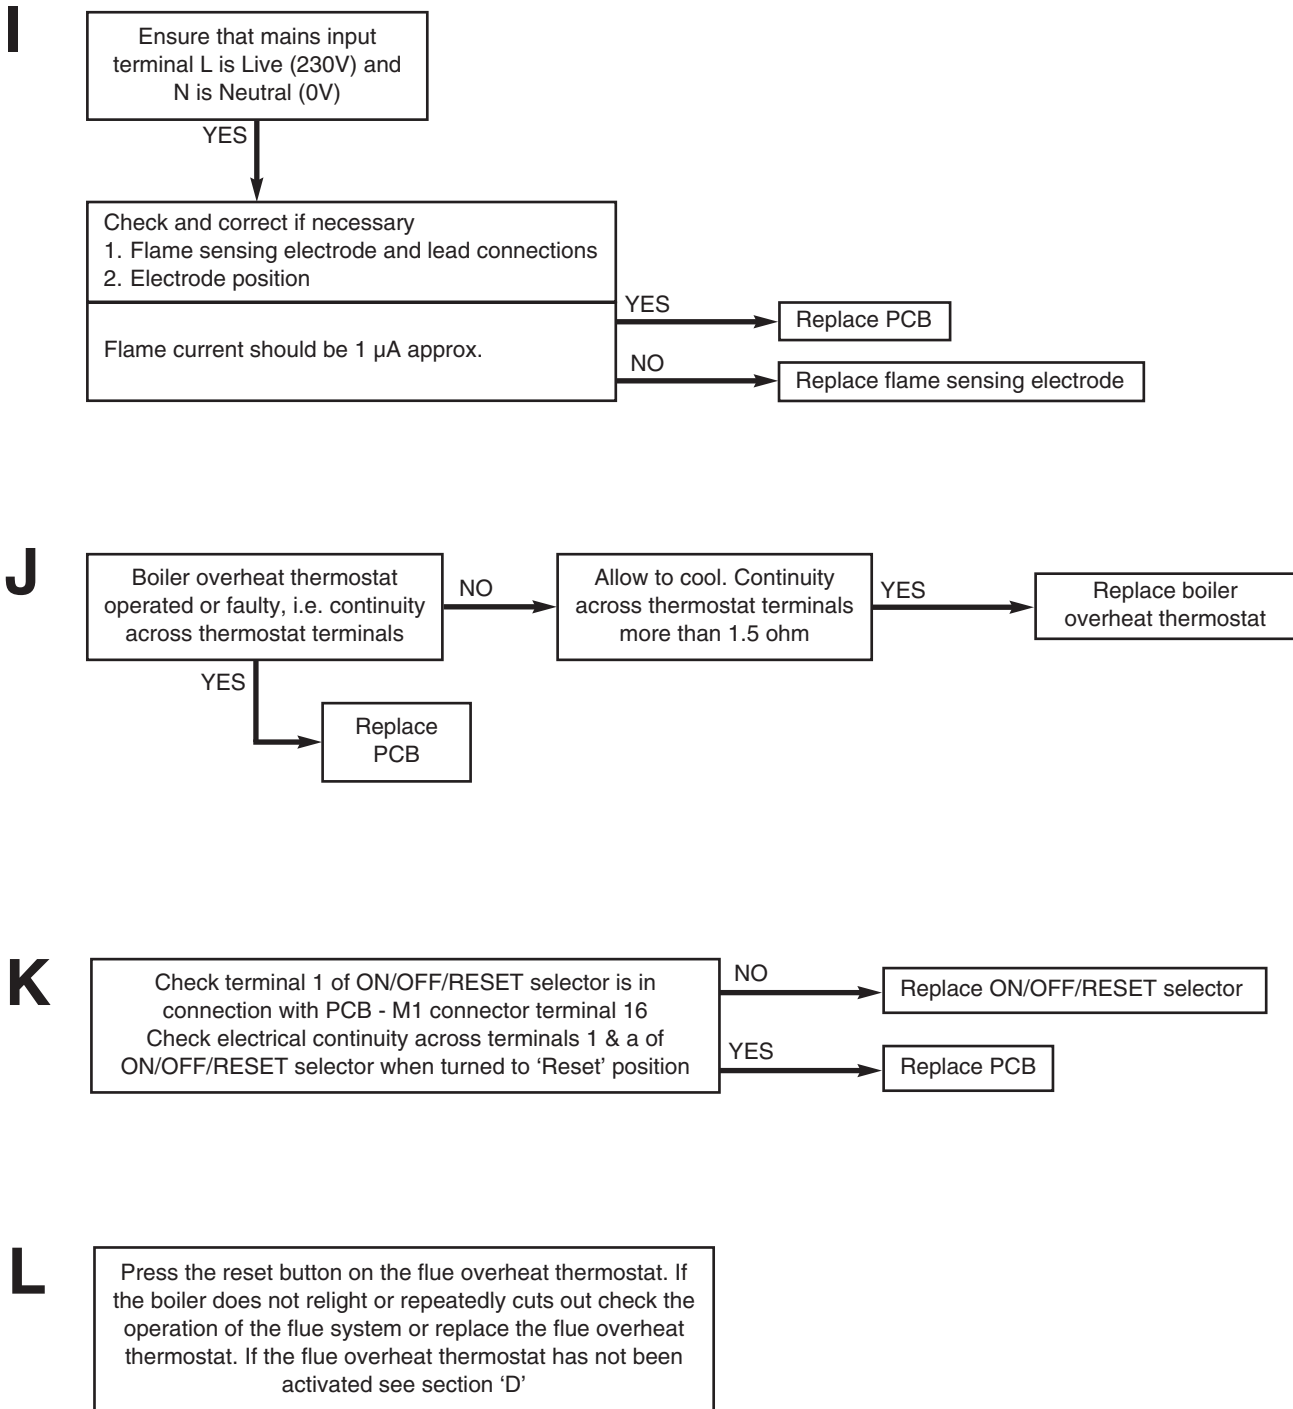 I
Ensure that mains input
terminal L is Live (230V) and
N is Neutral (0V)
YES
Check and correct if necessary
1. Flame sensing electrode and lead connections
2. Electrode position
Flame current should be 1 µA approx.
YES
Replace PCB
NO
Replace flame sensing electrode
J
Boiler overheat thermostat
operated or faulty, i.e. continuity
across thermostat terminals
NO
Allow to cool. Continuity
across thermostat terminals
more than 1.5 ohm
YES
Replace boiler
overheat thermostat
YES
Replace
PCB
K
Check terminal 1 of ON/OFF/RESET selector is in
connection with PCB - M1 connector terminal 16
Check electrical continuity across terminals 1 & a of
ON/OFF/RESET selector when turned to ‘Reset’ position
NO
Replace ON/OFF/RESET selector
YES
Replace PCB
L
Press the reset button on the flue overheat thermostat. If
the boiler does not relight or repeatedly cuts out check the
operation of the flue system or replace the flue overheat
thermostat. If the flue overheat thermostat has not been
activated see section ‘D’